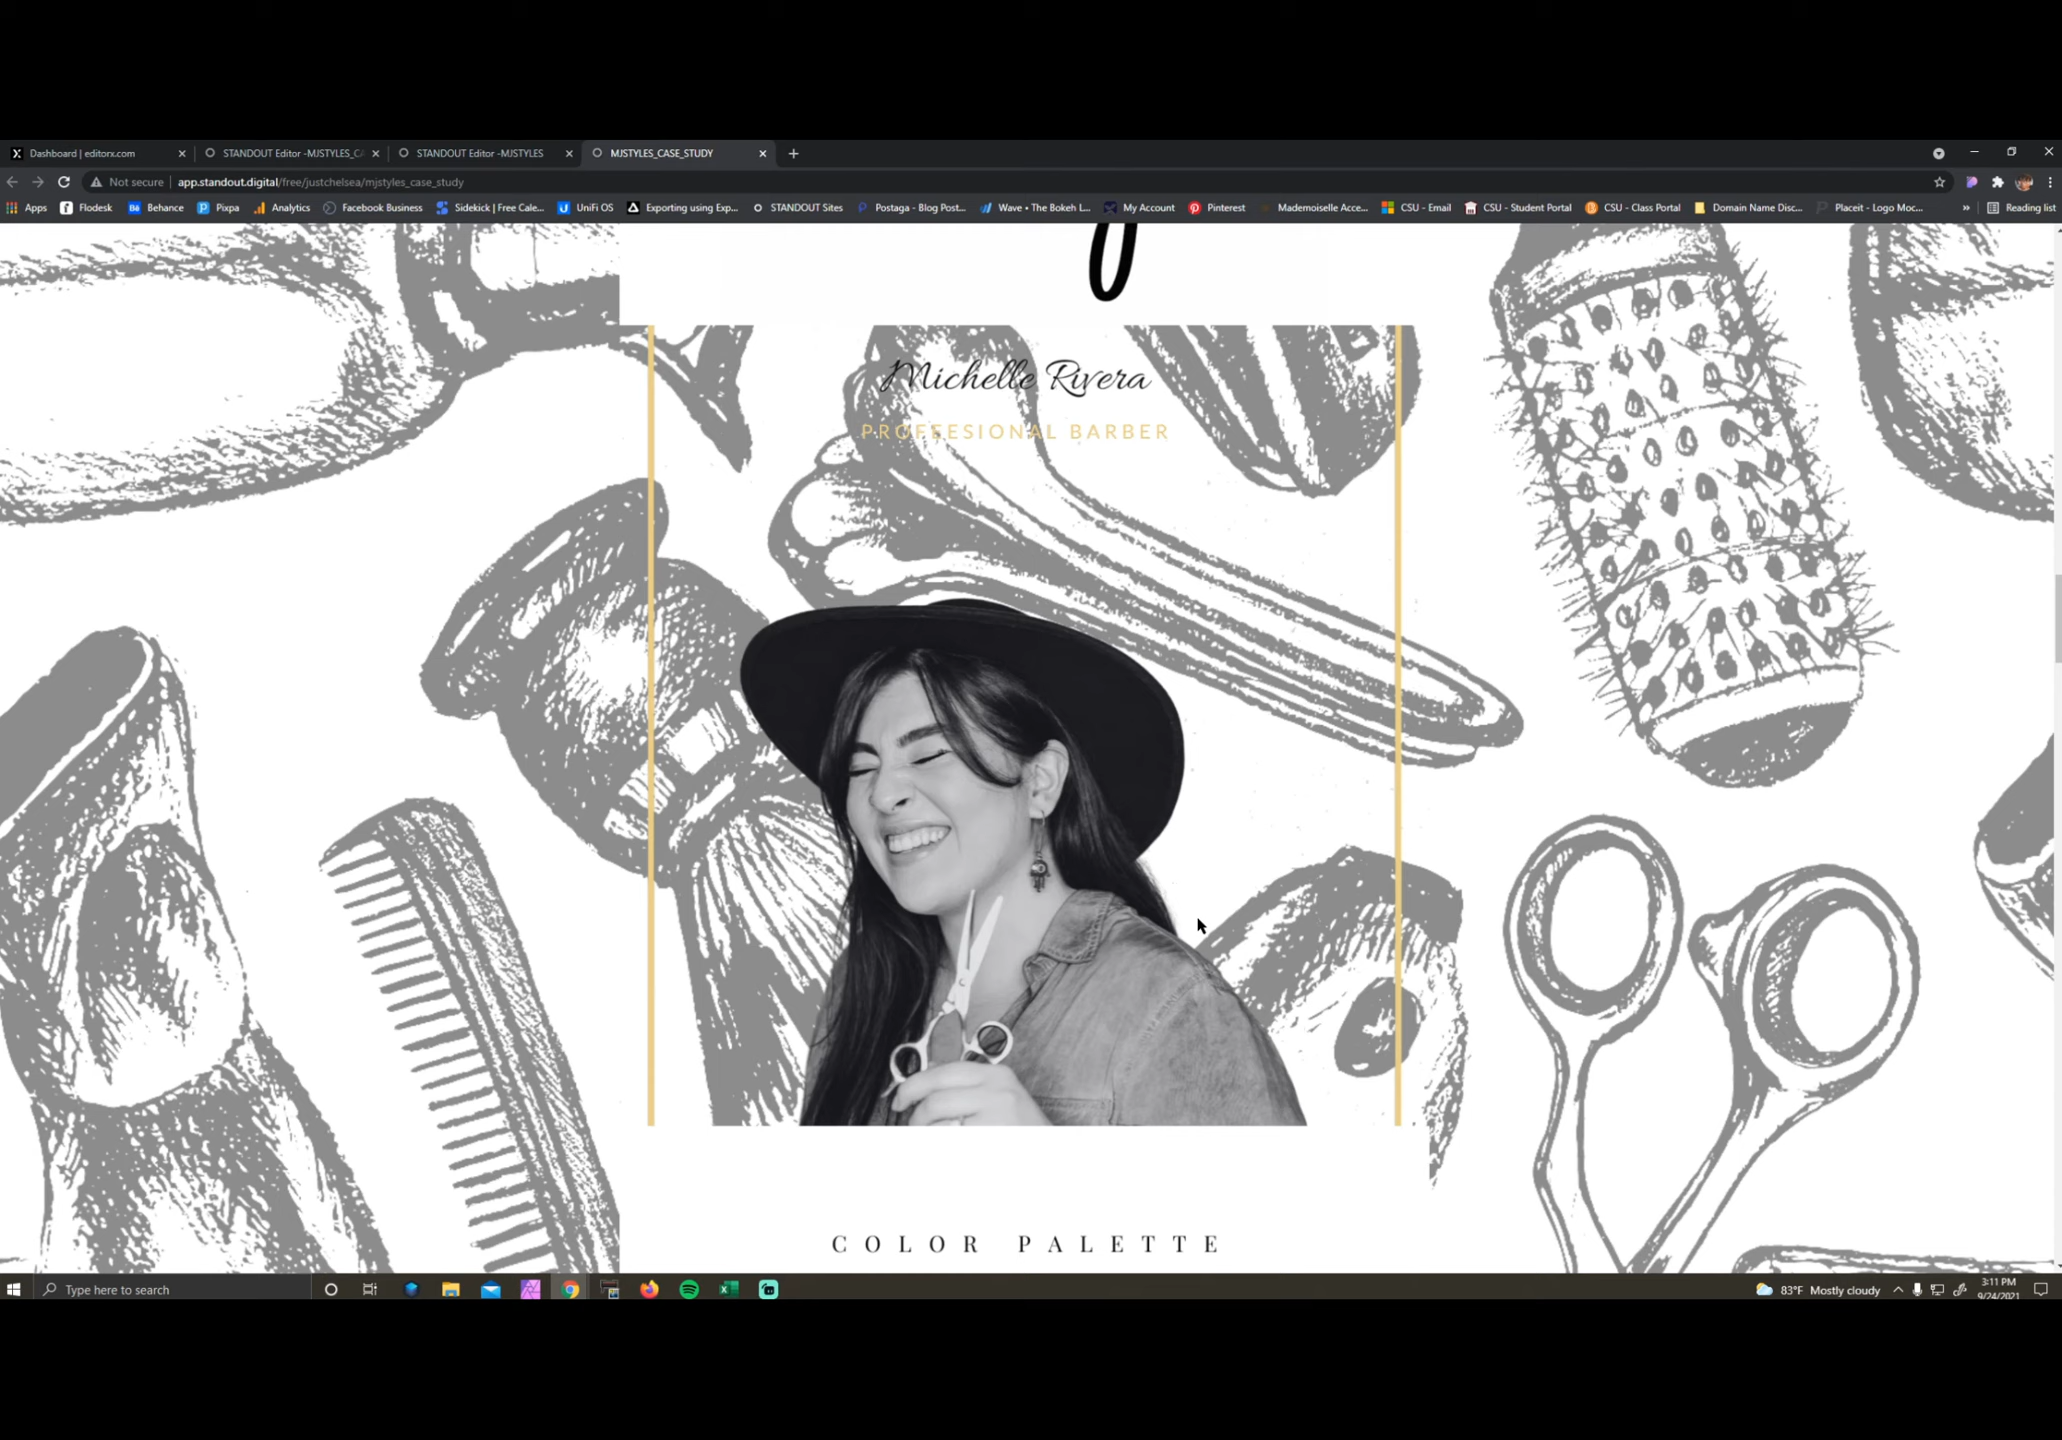 Dashboard | editorx.com
STANDOUT Editor -MJSTYLES_CA
STANDOUT Editor -MJSTYLES
MJSTYLES_CASE_STUDY
Not secure | app.standout.digital/free/justchelsea/mjstyles_case_study
Apps Flodesk Behance Pixpa Analytics Facebook Business Sidekick | Free Cale... UniFi OS Exporting using Exp... STANDOUT Sites Postaga - Blog Post... Wave • The Bokeh L... My Account Pinterest Mademoiselle Acce... CSU - Email CSU - Student Portal CSU - Class Portal Domain Name Disc... Placeit - Logo Moc... » Reading list
Michelle Rivera
PROFEESIONAL BARBER
COLOR PALETTE
Type here to search
83°F Mostly cloudy
3:11 PM
9/24/2021